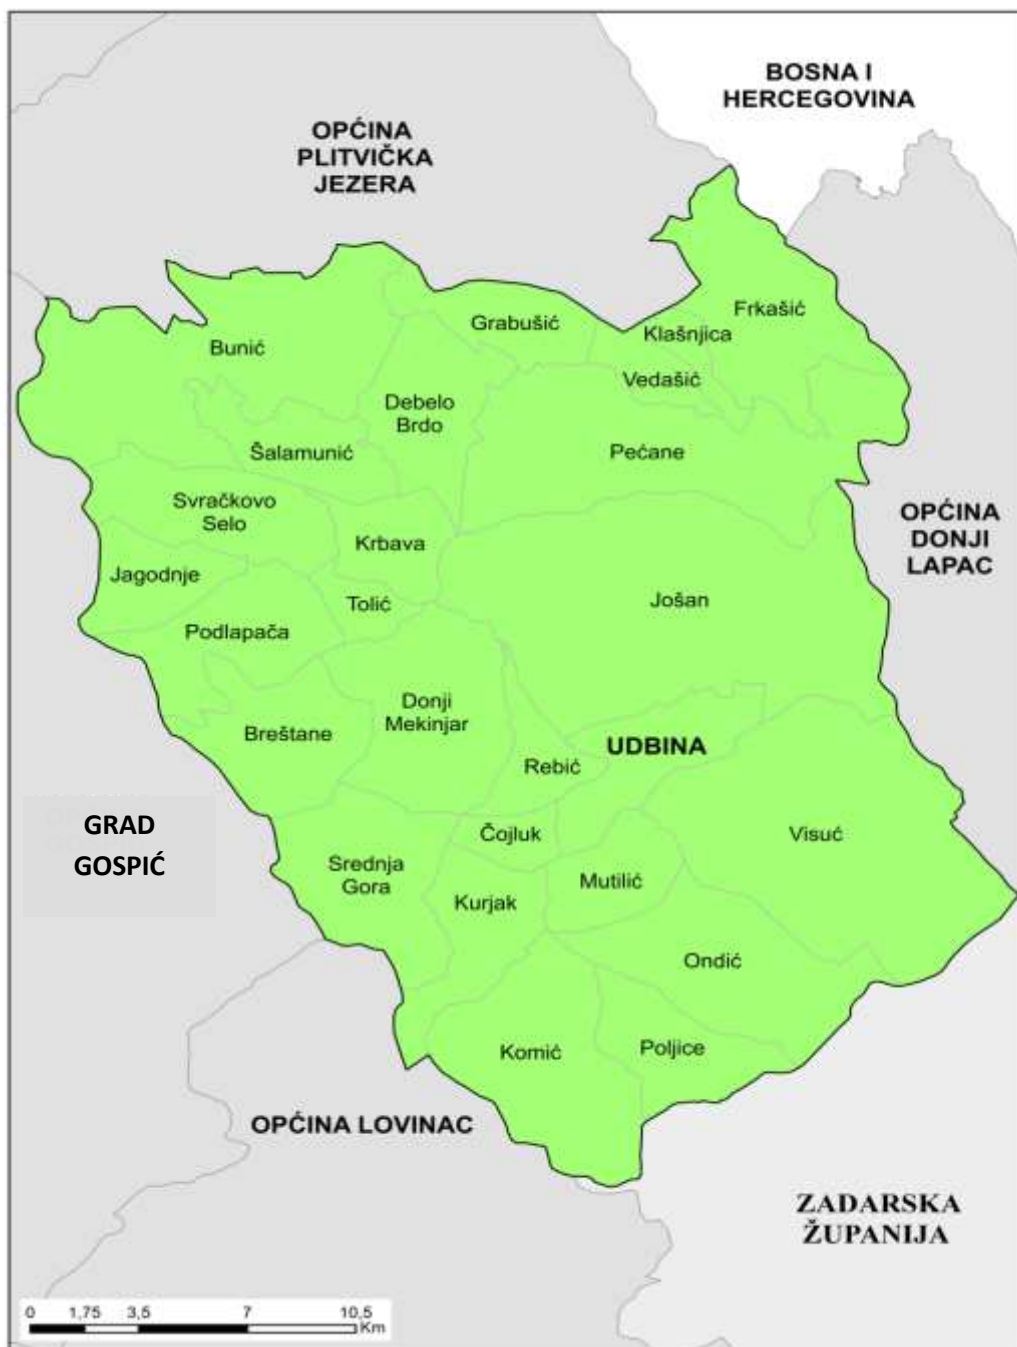 BOSNA I
HERCEGOVINA
OPĆINA
PLITVIČKA
JEZERA
Frkašić
Grabušić
Klašnjica
Bunić
Vedašić
Debelo
Brdo
Šalamunić
Pećane
Svračkovo
Selo
OPĆINA
DONJI
LAPAC
Krbava
Jagodnje
Tolić
Jošan
Podlapača
Donji
Mekinjar
Breštane
UDBINA
Rebić
GRAD
GOSPIĆ
Čojluk
Visuć
Srednja
Gora
Mutilić
Kurjak
Ondić
Komić
Poljice
OPĆINA LOVINAC
ZADARSKA
ŽUPANIJA
0 1,75 3,5 7 10,5
Km